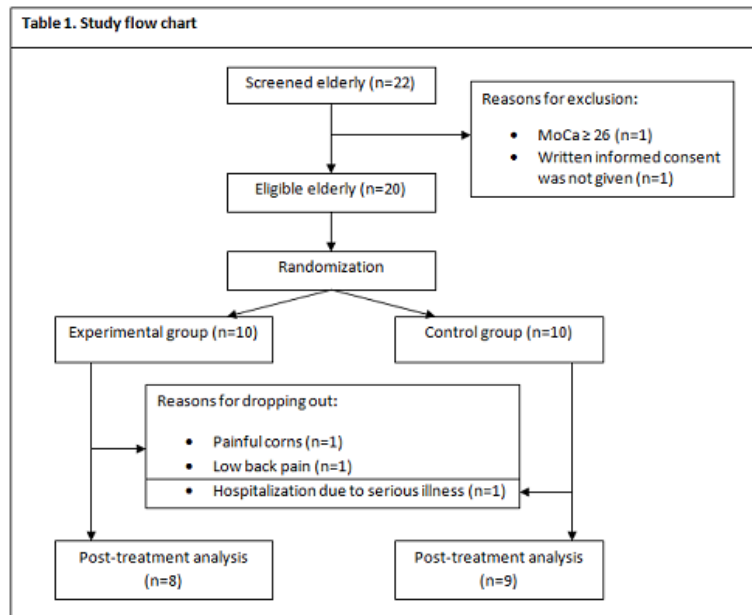 Table 1. Study flow chart
Screened elderly (n=22)
Reasons for exclusion:
• MoCa ≥ 26 (n=1)
• Written informed consent
was not given (n=1)
Eligible elderly (n=20)
Randomization
Experimental group (n=10)
Control group (n=10)
Reasons for dropping out:
• Painful corns (n=1)
• Low back pain (n=1)
• Hospitalization due to serious illness (n=1)
Post-treatment analysis
(n=8)
Post-treatment analysis
(n=9)